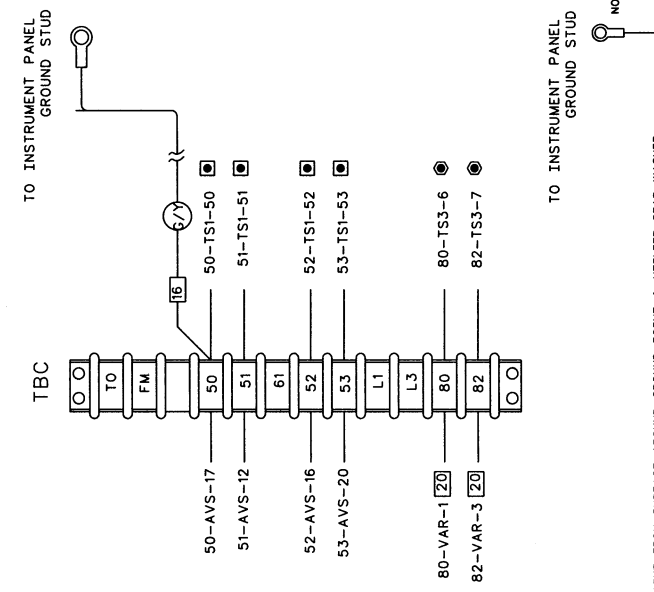 TO INSTRUMENT PANEL
GROUND STUD
TBC
16
G/Y
TO
FM
50-AVS-17
50
50-TS1-50
51-AVS-12
51
51-TS1-51
61
52-AVS-16
52
52-TS1-52
53-AVS-20
53
53-TS1-53
L1
L3
80-VAR-1 20
80
80-TS3-6
82-VAR-3 20
82
82-TS3-7
TO INSTRUMENT PANEL
GROUND STUD
NO